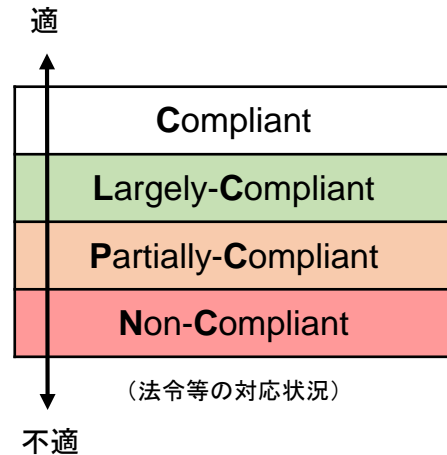 適
Compliant
Largely-Compliant
Partially-Compliant
Non-Compliant
（法令等の対応状況）
不適